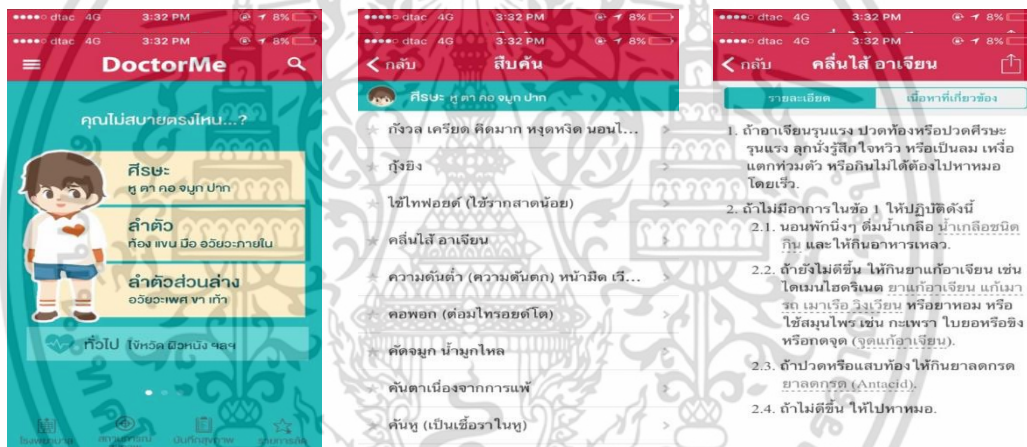 dtac 4G 3:32 PM 8%
dtac 4G 3:32 PM 8%
DoctorMe
คุณไม่สบายตรงไหน...?
ศีรษะ
หู ตา คอ จมูก ปาก
ลำตัว
ท้อง แขน มือ อวัยวะภายใน
ลำตัวส่วนล่าง
อวัยวะเพศ ขา เท้า
ทั่วไป ไข้หวัด ผิวหนัง ฯลฯ
โรงพยาบาล สถานการณ์ บันทึกสุขภาพ
dtac 4G 3:32 PM 8%
dtac 4G 3:32 PM 8%
กลับ สืบค้น
ศีรษะ หู ตา คอ จมูก ปาก
กังวล เครียด คิดมาก หงุดหงิด นอนไ...
กุ้งยิง
ไข้ไทฟอยด์ (ไข้รากสาดน้อย)
คลื่นไส้ อาเจียน
ความดันต่ำ (ความดันตก) หน้ามืด เวี...
คอพอก (ต่อมไทรอยด์โต)
คัดจมูก น้ำมูกไหล
คันตาเนื่องจากการแพ้
คันหู (เป็นเชื้อราในหู)
dtac 4G 3:32 PM 8%
dtac 4G 3:32 PM 8%
กลับ คลื่นไส้ อาเจียน
รายละเอียด เนื้อหาที่เกี่ยวข้อง
1. ถ้าอาเจียนรุนแรง ปวดท้องหรือปวดศีรษะ
รุนแรง ลุกนั่งรู้สึกใจหวิว หรือเป็นลม เหงื่อ
แตกท่วมตัว หรือกินไม่ได้ต้องไปหาหมอ
โดยเร็ว.
2. ถ้าไม่มีอาการในข้อ 1 ให้ปฏิบัติดังนี้
2.1. นอนพักนิ่งๆ ดื่มน้ำเกลือ น้ำเกลือชนิด
กิน และให้กินอาหารเหลว.
2.2. ถ้ายังไม่ดีขึ้น ให้กินยาแก้อาเจียน เช่น
ไดเมนไฮดริเนต ยาแก้อาเจียน แก้เมา
รถ เมาเรือ วิงเวียน หรือยาหอม หรือ
ใช้สมุนไพร เช่น กะเพรา ใบยอหรือขิง
หรือกดจุด (จุดแก้อาเจียน).
2.3. ถ้าปวดหรือแสบท้องให้กินยาลดกรด
ยาลดกรด (Antacid).
2.4. ถ้าไม่ดีขึ้น ให้ไปหาหมอ.